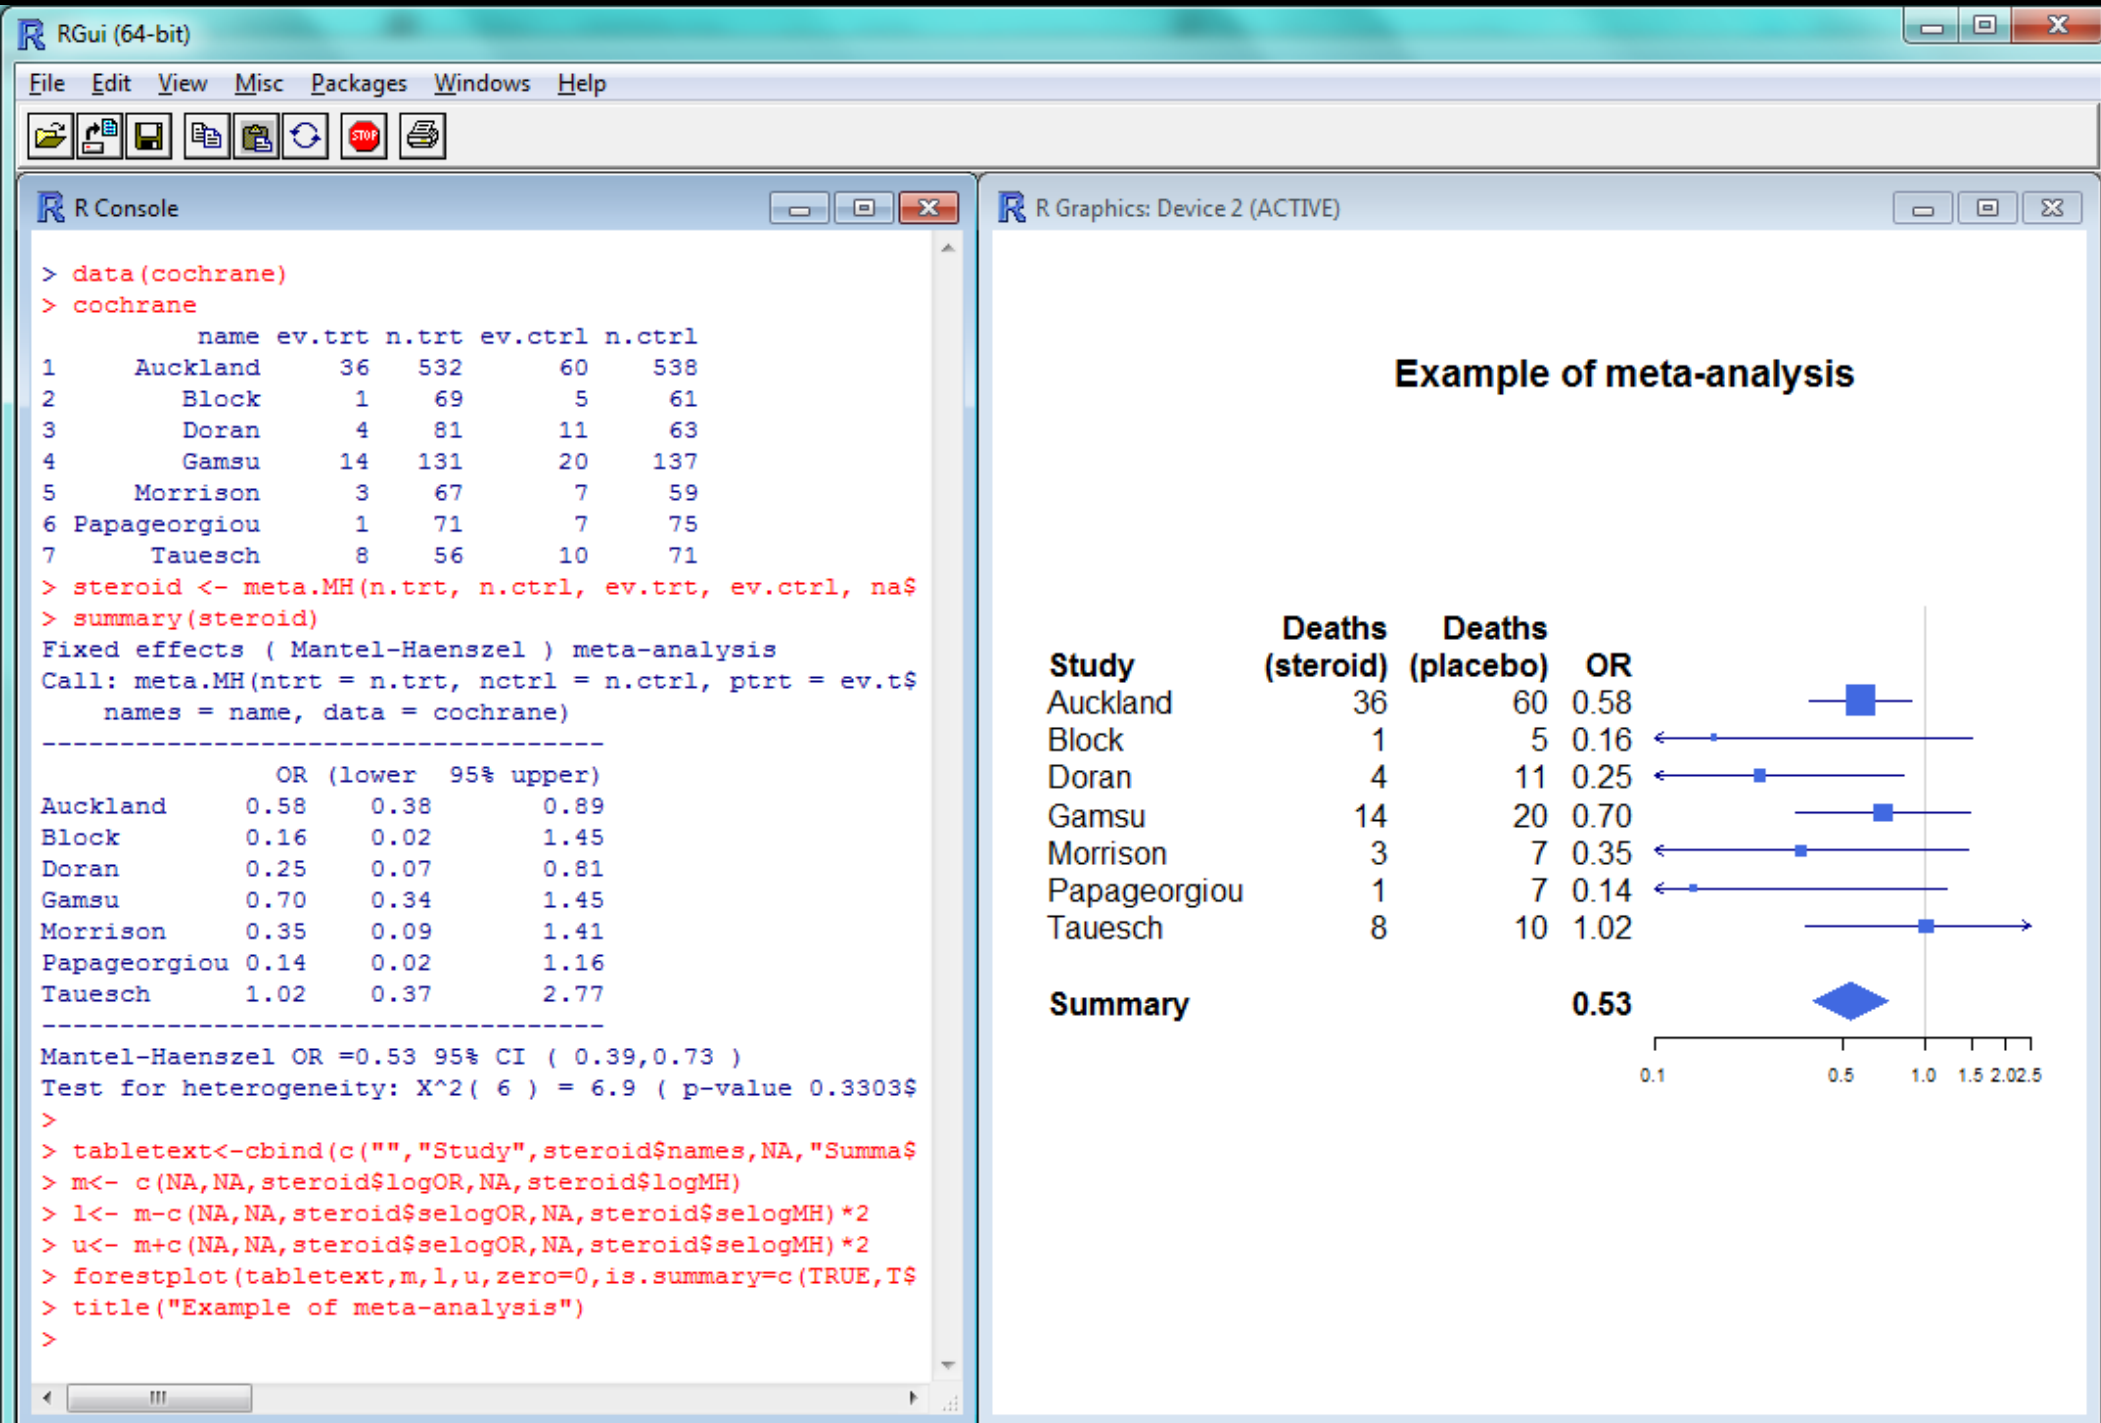 RGui (64-bit)
File Edit View Misc Packages Windows Help
STOP
R Console
> data(cochrane)
> cochrane
name ev.trt n.trt ev.ctrl n.ctrl
1 Auckland 36 532 60 538
2 Block 1 69 5 61
3 Doran 4 81 11 63
4 Gamsu 14 131 20 137
5 Morrison 3 67 7 59
6 Papageorgiou 1 71 7 75
7 Tauesch 8 56 10 71
> steroid <- meta.MH(n.trt, n.ctrl, ev.trt, ev.ctrl, na$
> summary(steroid)
Fixed effects ( Mantel-Haenszel ) meta-analysis
Call: meta.MH(ntrt = n.trt, nctrl = n.ctrl, ptrt = ev.t$
names = name, data = cochrane)
------------------------------------
OR (lower 95% upper)
Auckland 0.58 0.38 0.89
Block 0.16 0.02 1.45
Doran 0.25 0.07 0.81
Gamsu 0.70 0.34 1.45
Morrison 0.35 0.09 1.41
Papageorgiou 0.14 0.02 1.16
Tauesch 1.02 0.37 2.77
------------------------------------
Mantel-Haenszel OR =0.53 95% CI ( 0.39,0.73 )
Test for heterogeneity: X^2( 6 ) = 6.9 ( p-value 0.3303$
>
> tabletext<-cbind(c("","Study",steroid$names,NA,"Summa$
> m<- c(NA,NA,steroid$logOR,NA,steroid$logMH)
> l<- m-c(NA,NA,steroid$selogOR,NA,steroid$selogMH)*2
> u<- m+c(NA,NA,steroid$selogOR,NA,steroid$selogMH)*2
> forestplot(tabletext,m,l,u,zero=0,is.summary=c(TRUE,T$
> title("Example of meta-analysis")
>
R Graphics: Device 2 (ACTIVE)
Example of meta-analysis
Deaths Deaths
Study (steroid) (placebo) OR
Auckland 36 60 0.58
Block 1 5 0.16
Doran 4 11 0.25
Gamsu 14 20 0.70
Morrison 3 7 0.35
Papageorgiou 1 7 0.14
Tauesch 8 10 1.02
Summary 0.53
0.1 0.5 1.0 1.5 2.0 2.5